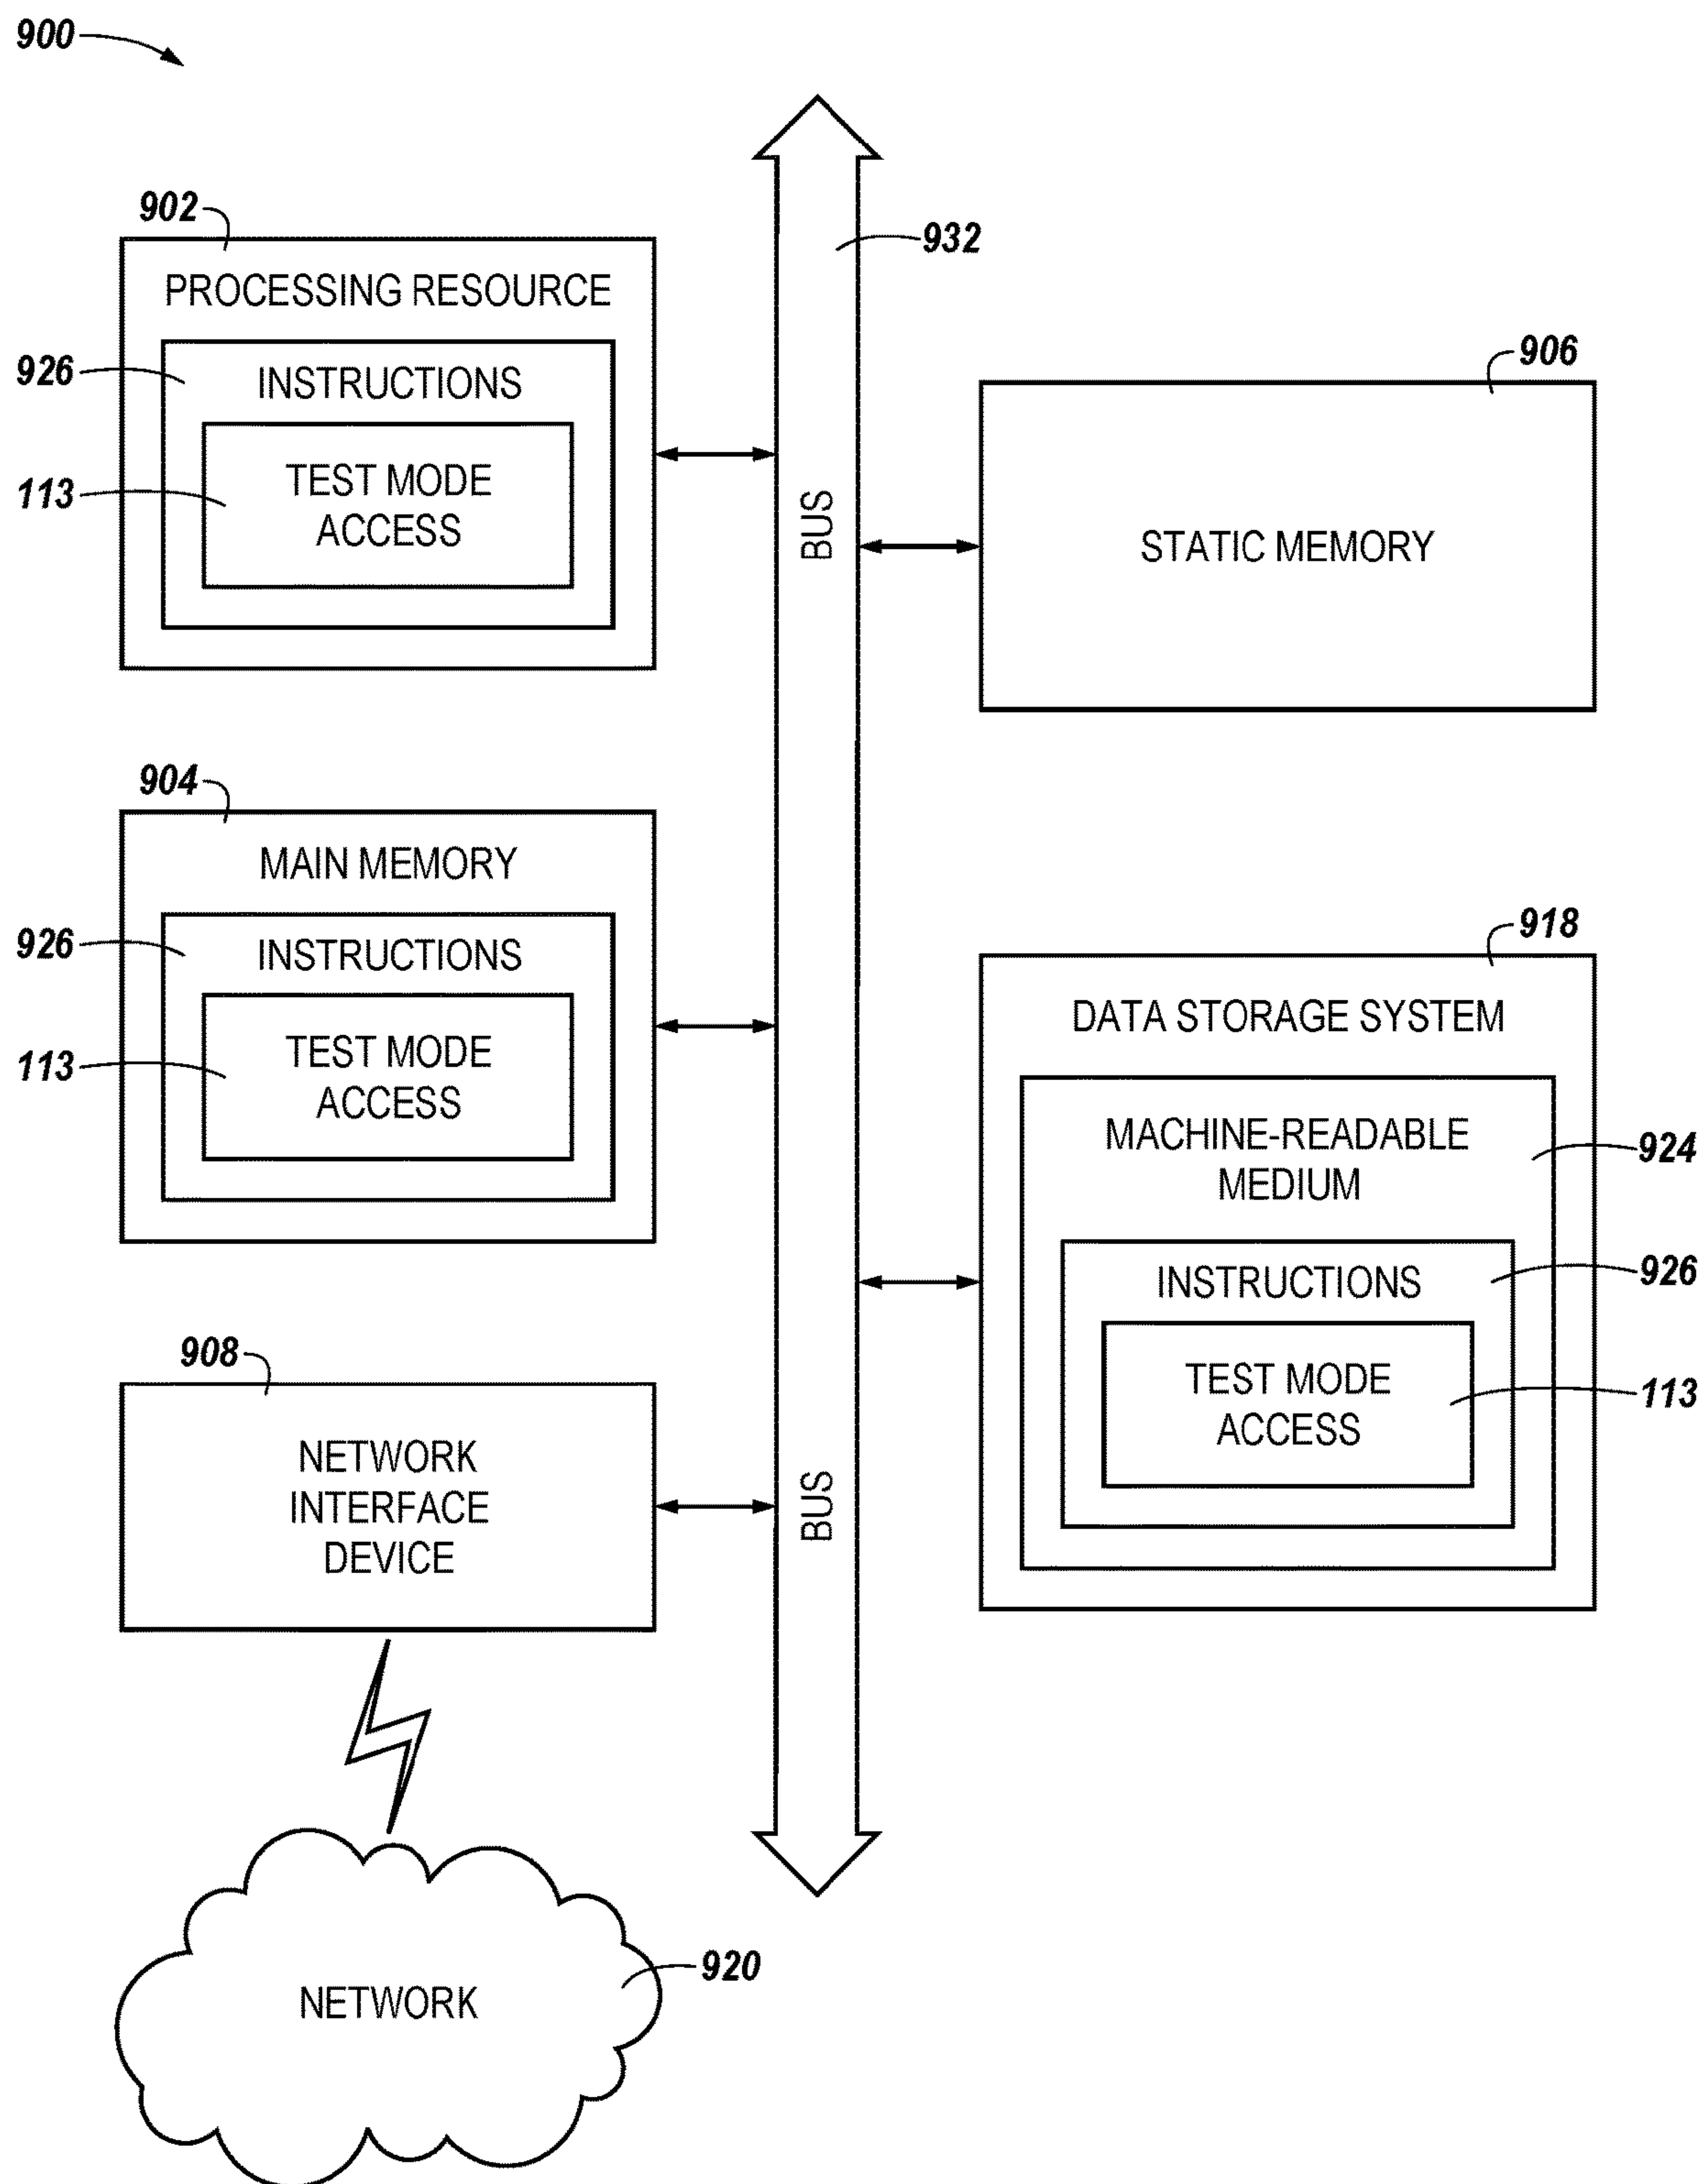 900
902
PROCESSING RESOURCE
926
INSTRUCTIONS
113
TEST MODE
ACCESS
904
MAIN MEMORY
926
INSTRUCTIONS
113
TEST MODE
ACCESS
908
NETWORK
INTERFACE
DEVICE
NETWORK
920
932
BUS
BUS
906
STATIC MEMORY
918
DATA STORAGE SYSTEM
MACHINE-READABLE
MEDIUM
924
INSTRUCTIONS
926
TEST MODE
ACCESS
113